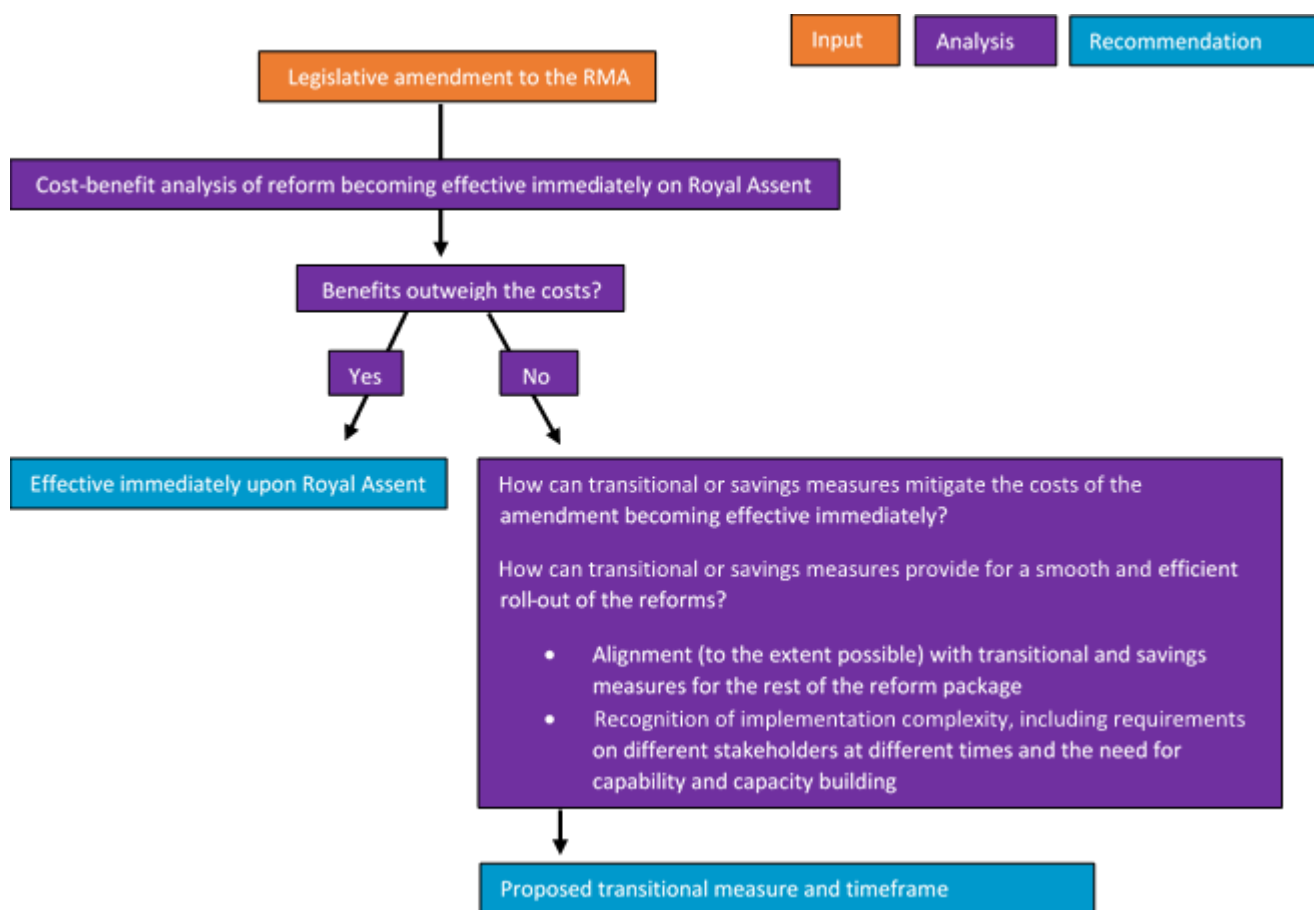 Input
Analysis
Recommendation
Legislative amendment to the RMA
Cost-benefit analysis of reform becoming effective immediately on Royal Assent
Benefits outweigh the costs?
Yes
No
Effective immediately upon Royal Assent
How can transitional or savings measures mitigate the costs of the
amendment becoming effective immediately?
How can transitional or savings measures provide for a smooth and efficient
roll-out of the reforms?
• Alignment (to the extent possible) with transitional and savings
measures for the rest of the reform package
• Recognition of implementation complexity, including requirements
on different stakeholders at different times and the need for
capability and capacity building
Proposed transitional measure and timeframe